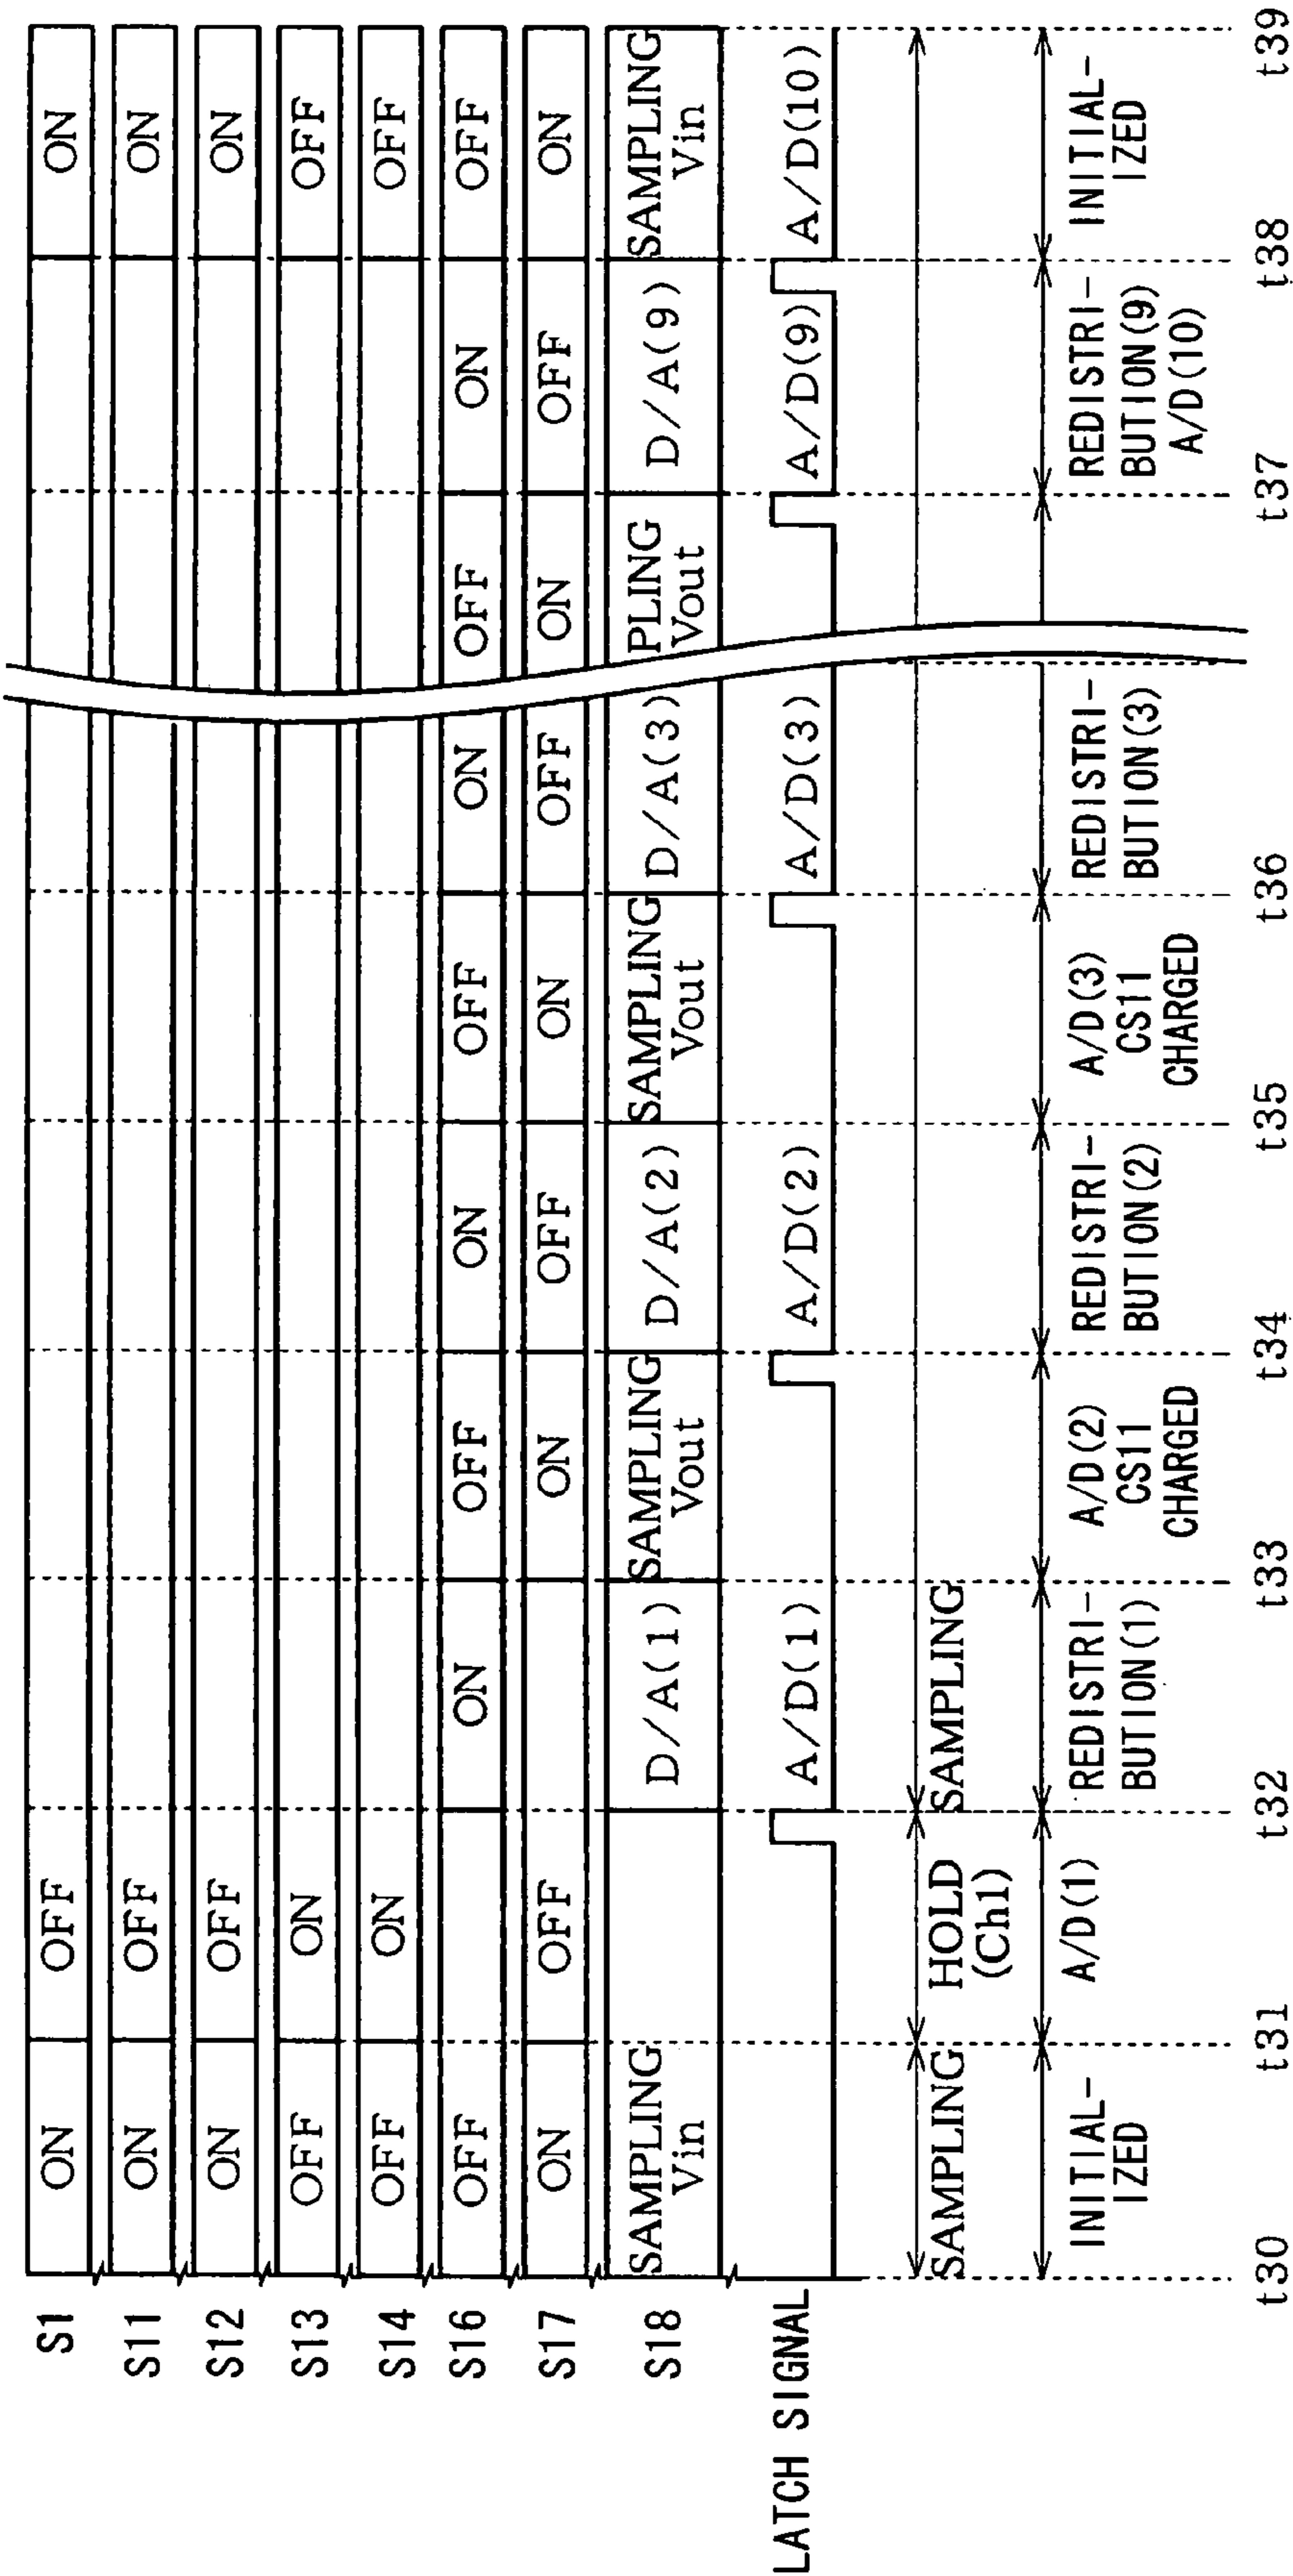 S1 ON OFF ON
S11 ON OFF ON
S12 ON OFF ON
S13 OFF ON OFF
S14 OFF ON OFF
S16 OFF ON OFF ON OFF ON OFF ON OFF
S17 ON OFF ON OFF ON OFF ON OFF ON
S18 SAMPLING Vin D/A(1) SAMPLING Vout D/A(2) SAMPLING Vout D/A(3) PLING Vout D/A(9) SAMPLING Vin
LATCH SIGNAL A/D(1) A/D(2) A/D(3) A/D(9) A/D(10)
SAMPLING HOLD (Ch1) SAMPLING
INITIAL-
IZED
A/D(1)
REDISTRI-
BUTION(1)
A/D(2)
CS11
CHARGED
REDISTRI-
BUTION(2)
A/D(3)
CS11
CHARGED
REDISTRI-
BUTION(3)
REDISTRI-
BUTION(9)
A/D(10)
INITIAL-
IZED
t30 t31 t32 t33 t34 t35 t36 t37 t38 t39